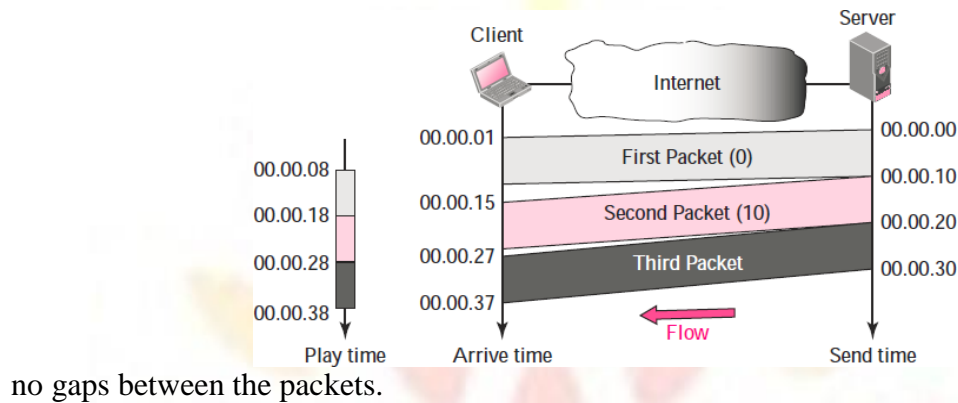 Server
Client
Internet
00.00.01
00.00.00
First Packet (0)
00.00.08
00.00.10
00.00.15
Second Packet (10)
00.00.18
00.00.20
00.00.27
Third Packet
00.00.28
00.00.30
00.00.37
00.00.38
Flow
Play time
Arrive time
Send time
no gaps between the packets.